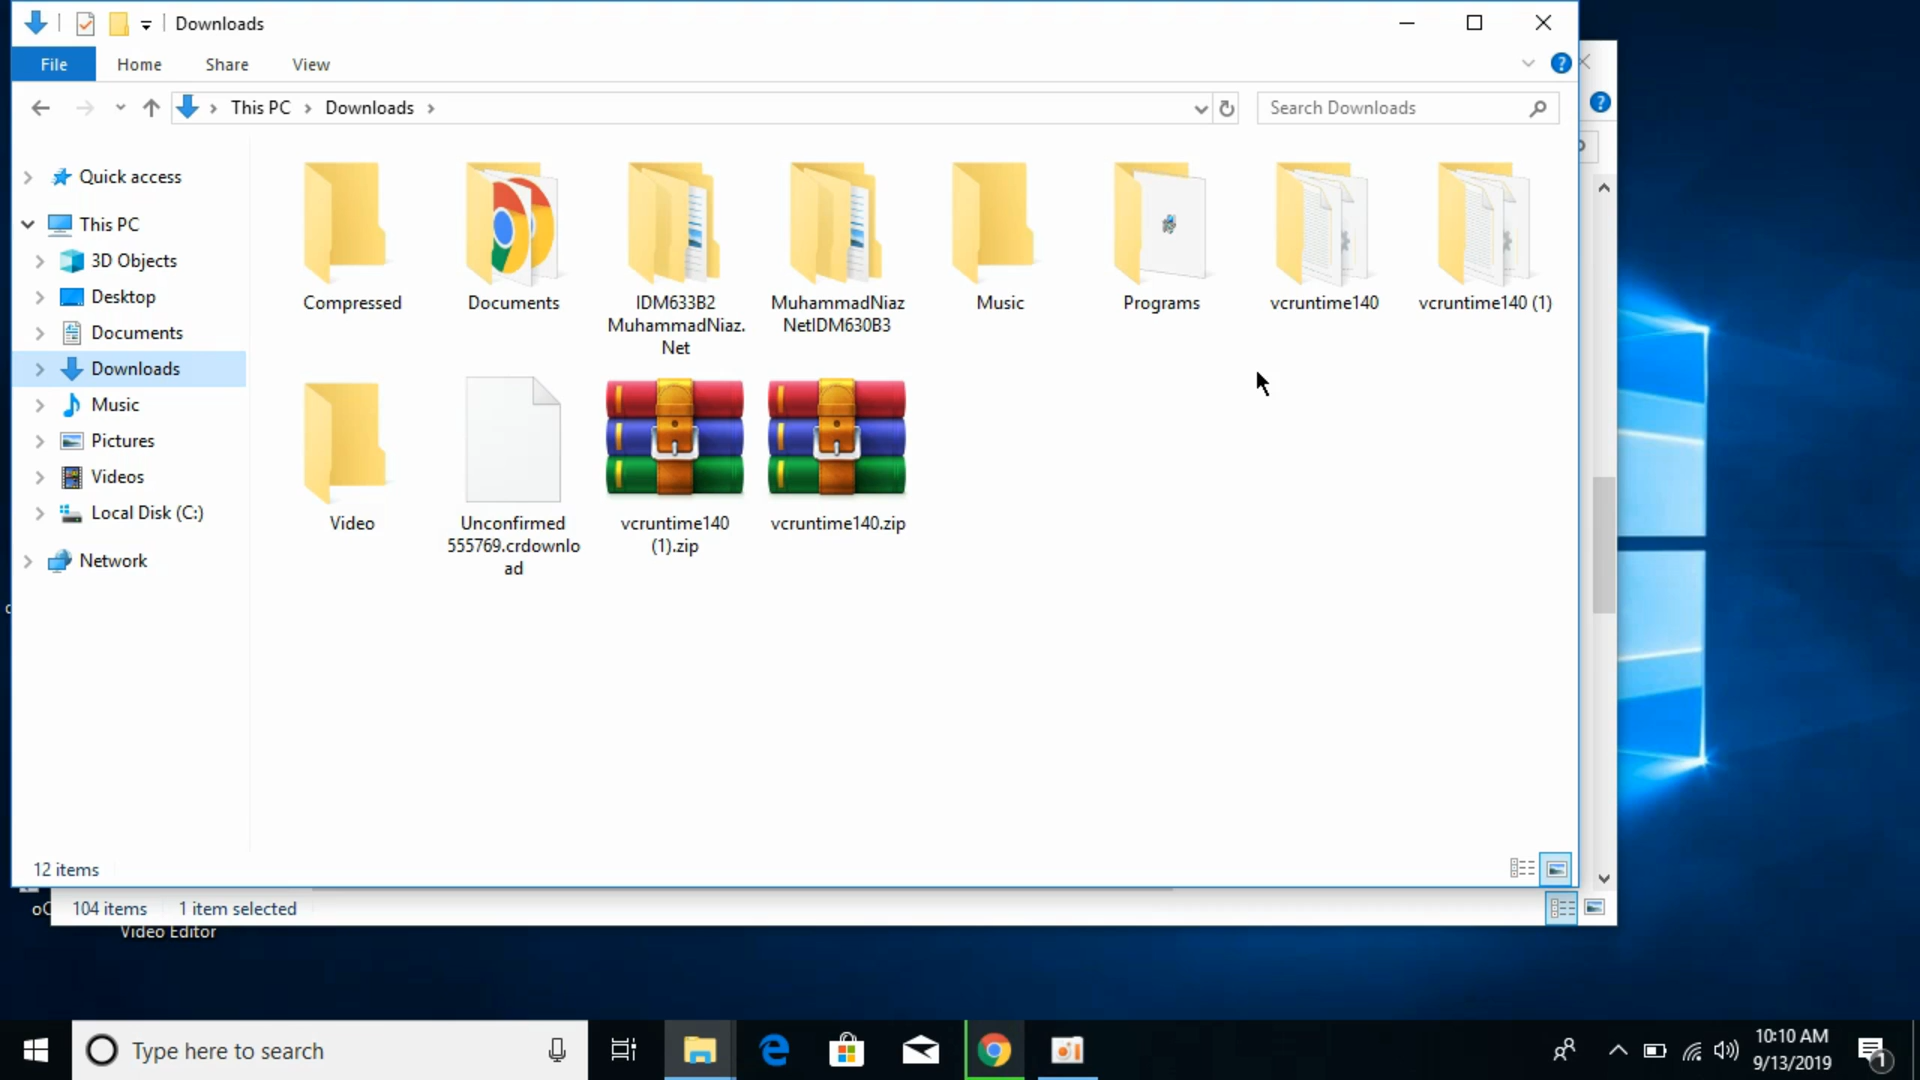 Downloads
File
Home
Share
View
This PC
Downloads
Search Downloads
Quick access
This PC
3D Objects
Desktop
Documents
Downloads
Music
Pictures
Videos
Local Disk (C:)
Network
Compressed
Documents
IDM633B2
MuhammadNiaz.
Net
MuhammadNiaz
NetIDM630B3
Music
Programs
vcruntime140
vcruntime140 (1)
Video
Unconfirmed
555769.crdownlo
ad
vcruntime140
(1).zip
vcruntime140.zip
12 items
104 items
1 item selected
Video Editor
Type here to search
10:10 AM
9/13/2019
1